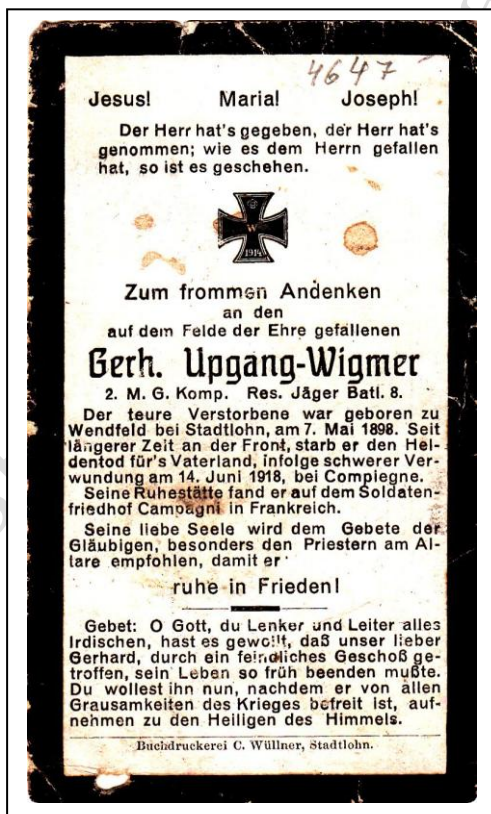 4647
Jesus! Maria! Joseph!
Der Herr hat's gegeben, der Herr hat's
genommen; wie es dem Herrn gefallen
hat, so ist es geschehen.
W
1914
Zum frommen Andenken
an den
auf dem Felde der Ehre gefallenen
Gerh. Upgang-Wigmer
2. M. G. Komp. Res. Jäger Batl. 8.
Der teure Verstorbene war geboren zu
Wendfeld bei Stadtlohn, am 7. Mai 1898. Seit
längerer Zeit an der Front, starb er den Hel-
dentod für's Vaterland, infolge schwerer Ver-
wundung am 14. Juni 1918, bei Compiegne.
Seine Ruhestätte fand er auf dem Soldaten-
friedhof Campagni in Frankreich.
Seine liebe Seele wird dem Gebete der
Gläubigen, besonders den Priestern am Al-
tare empfohlen, damit er
ruhe in Frieden!
Gebet: O Gott, du Lenker und Leiter alles
Irdischen, hast es gewollt, daß unser lieber
Gerhard, durch ein feindliches Geschoß ge-
troffen, sein Leben so früh beenden mußte.
Du wollest ihn nun, nachdem er von allen
Grausamkeiten des Krieges befreit ist, auf-
nehmen zu den Heiligen des Himmels.
Buchdruckerei C. Wüllner, Stadtlohn.